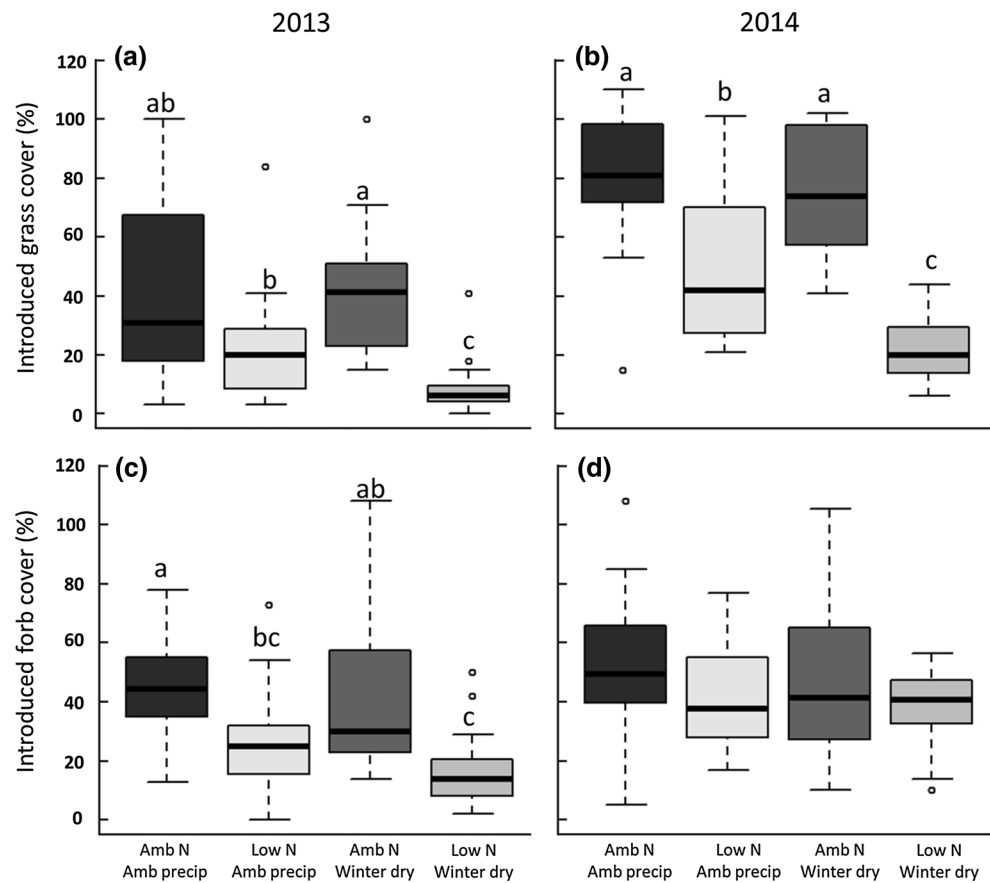 2013
2014
(a)
(b)
Introduced grass cover (%)
120
100
80
60
40
20
0
ab
b
a
c
a
b
a
c
(c)
(d)
Introduced forb cover (%)
120
100
80
60
40
20
0
a
bc
ab
c
Amb N
Amb precip
Low N
Amb precip
Amb N
Winter dry
Low N
Winter dry
Amb N
Amb precip
Low N
Amb precip
Amb N
Winter dry
Low N
Winter dry